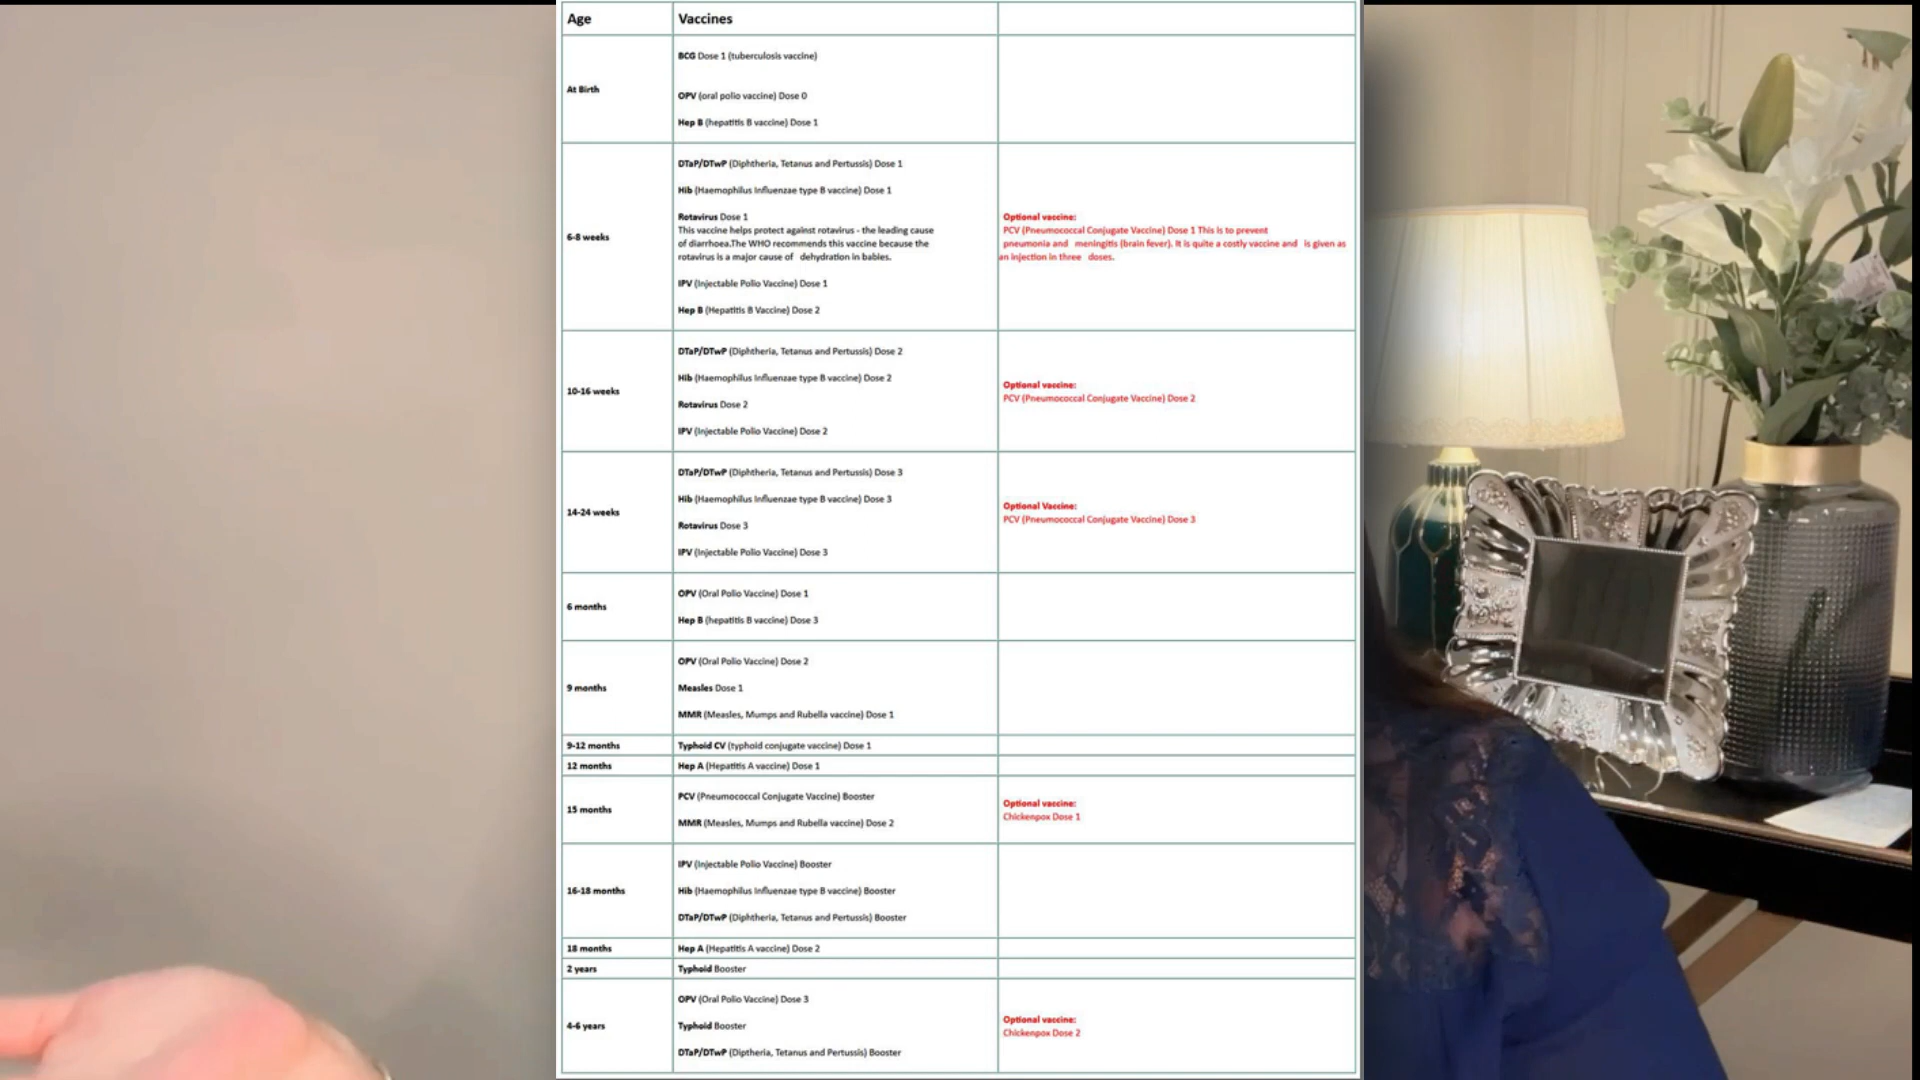 Age Vaccines
At Birth
BCG Dose 1 (tuberculosis vaccine)
OPV (oral polio vaccine) Dose 0
Hep B (hepatitis B vaccine) Dose 1
6-8 weeks
DTaP/DTwP (Diphtheria, Tetanus and Pertussis) Dose 1
Hib (Haemophilus Influenzae type B vaccine) Dose 1
Rotavirus Dose 1
This vaccine helps protect against rotavirus - the leading cause
of diarrhoea.The WHO recommends this vaccine because the
rotavirus is a major cause of dehydration in babies.
IPV (Injectable Polio Vaccine) Dose 1
Hep B (Hepatitis B Vaccine) Dose 2
Optional vaccine:
PCV (Pneumococcal Conjugate Vaccine) Dose 1 This is to prevent
pneumonia and meningitis (brain fever). It is quite a costly vaccine and is given as
an injection in three doses.
10-16 weeks
DTaP/DTwP (Diphtheria, Tetanus and Pertussis) Dose 2
Hib (Haemophilus Influenzae type B vaccine) Dose 2
Rotavirus Dose 2
IPV (Injectable Polio Vaccine) Dose 2
Optional vaccine:
PCV (Pneumococcal Conjugate Vaccine) Dose 2
14-24 weeks
DTaP/DTwP (Diphtheria, Tetanus and Pertussis) Dose 3
Hib (Haemophilus Influenzae type B vaccine) Dose 3
Rotavirus Dose 3
IPV (Injectable Polio Vaccine) Dose 3
Optional Vaccine:
PCV (Pneumococcal Conjugate Vaccine) Dose 3
6 months
OPV (Oral Polio Vaccine) Dose 1
Hep B (hepatitis B vaccine) Dose 3
9 months
OPV (Oral Polio Vaccine) Dose 2
Measles Dose 1
MMR (Measles, Mumps and Rubella vaccine) Dose 1
9-12 months Typhoid CV (typhoid conjugate vaccine) Dose 1
12 months Hep A (Hepatitis A vaccine) Dose 1
15 months
PCV (Pneumococcal Conjugate Vaccine) Booster
MMR (Measles, Mumps and Rubella vaccine) Dose 2
Optional vaccine:
Chickenpox Dose 1
16-18 months
IPV (Injectable Polio Vaccine) Booster
Hib (Haemophilus Influenzae type B vaccine) Booster
DTaP/DTwP (Diphtheria, Tetanus and Pertussis) Booster
18 months Hep A (Hepatitis A vaccine) Dose 2
2 years Typhoid Booster
4-6 years
OPV (Oral Polio Vaccine) Dose 3
Typhoid Booster
DTaP/DTwP (Diptheria, Tetanus and Pertussis) Booster
Optional vaccine:
Chickenpox Dose 2